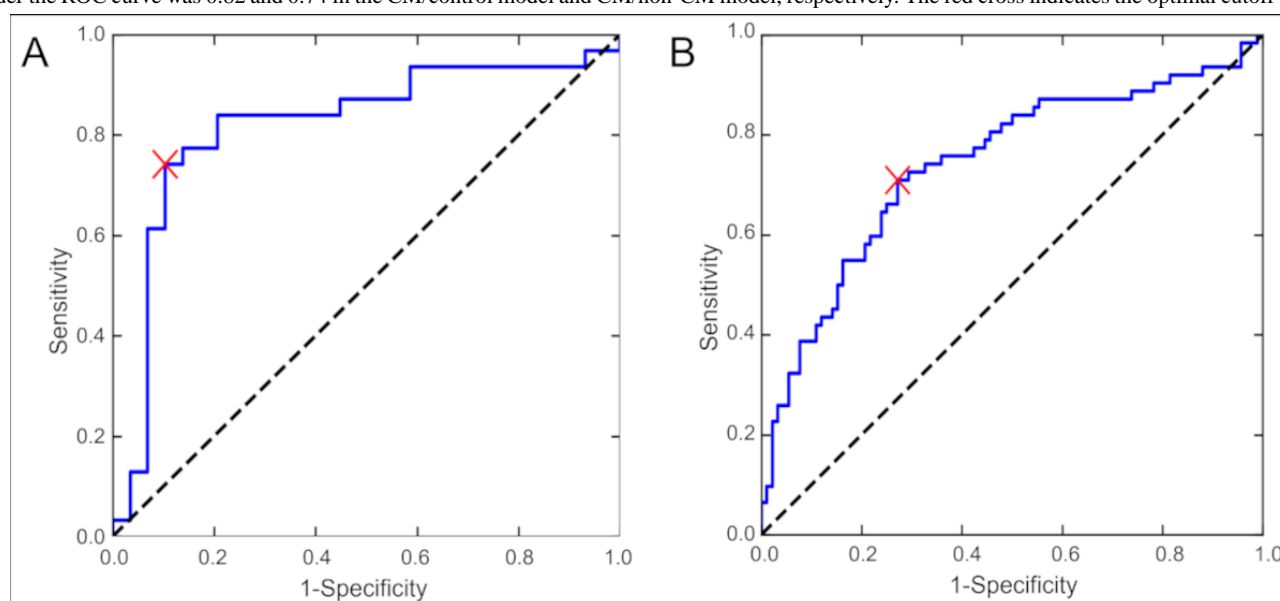 der the ROC curve was 0.82 and 0.74 in the CM/control model and CM/non-CM model, respectively. The red cross indicates the optimal cutoff
A
B
1.0
0.8
0.6
0.4
0.2
0.0
Sensitivity
0.0 0.2 0.4 0.6 0.8 1.0
1-Specificity
1.0
0.8
0.6
0.4
0.2
0.0
Sensitivity
0.0 0.2 0.4 0.6 0.8 1.0
1-Specificity